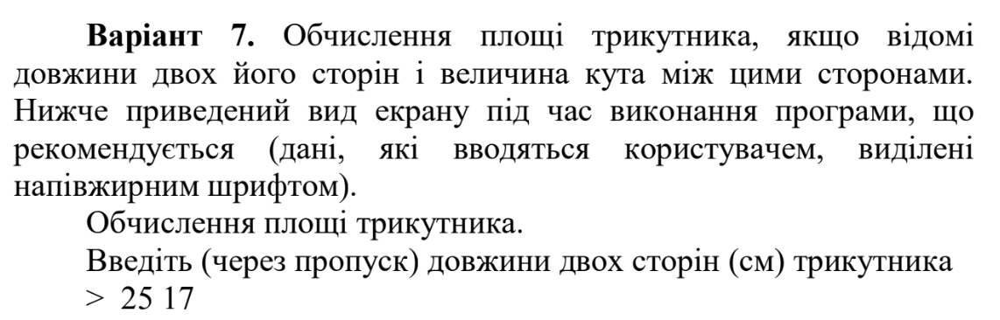 Варіант 7. Обчислення площі трикутника, якщо відомі
довжини двох його сторін і величина кута між цими сторонами.
Нижче приведений вид екрану під час виконання програми, що
рекомендується (дані, які вводяться користувачем, виділені
напівжирним шрифтом).
Обчислення площі трикутника.
Введіть (через пропуск) довжини двох сторін (см) трикутника
> 25 17